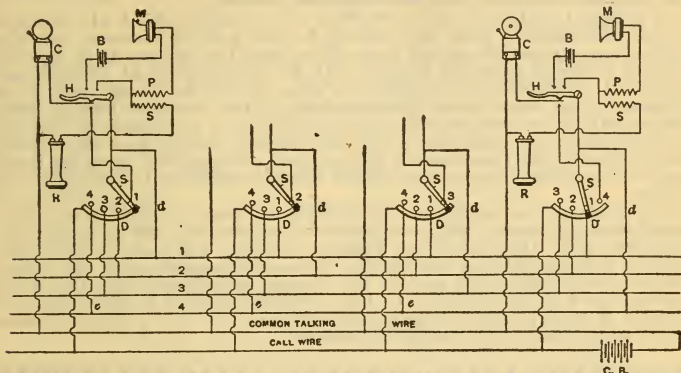 M
M
C
B
C
B
H
P
H
P
S
S
R
S
S
S
R
S
4 3 2 1
4 3 1 2
4 2 1 3
3 2 1 4
D
d
D
d
D
d
D
d
1
2
3
e
4
e
e
COMMON TALKING WIRE
CALL WIRE
C. B.